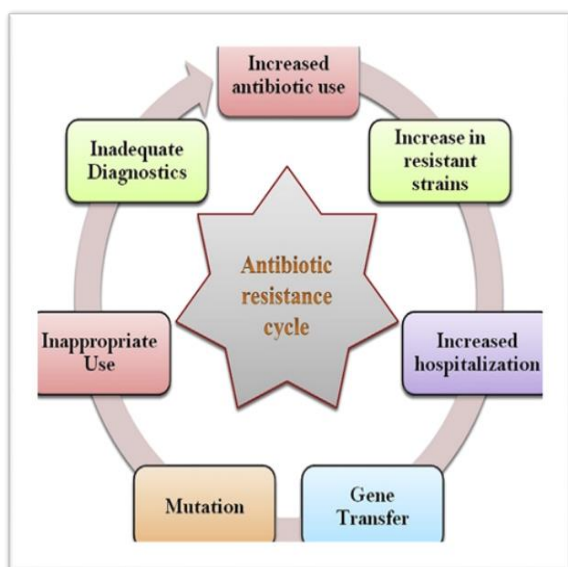 Increased
antibiotic use
Increase in
resistant
strains
Increased
hospitalization
Gene
Transfer
Mutation
Inappropriate
Use
Inadequate
Diagnostics
Antibiotic
resistance
cycle